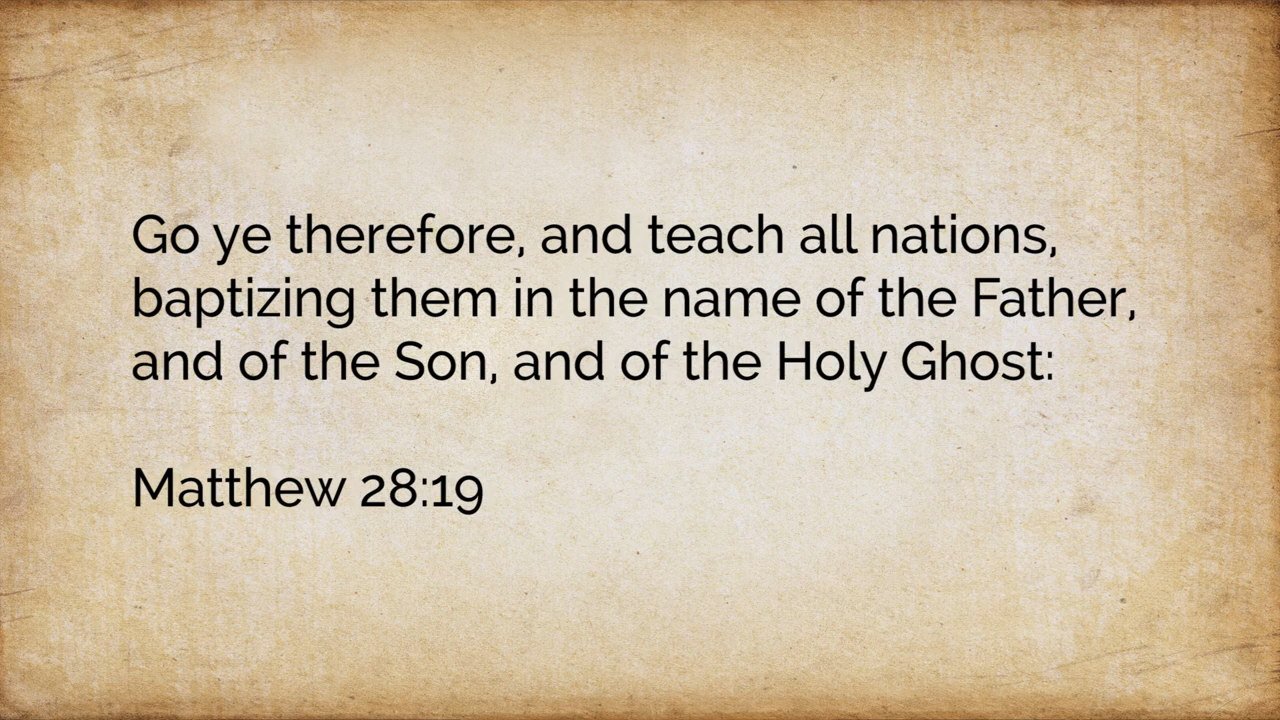 Go ye therefore, and teach all nations,
baptizing them in the name of the Father,
and of the Son, and of the Holy Ghost:
Matthew 28:19